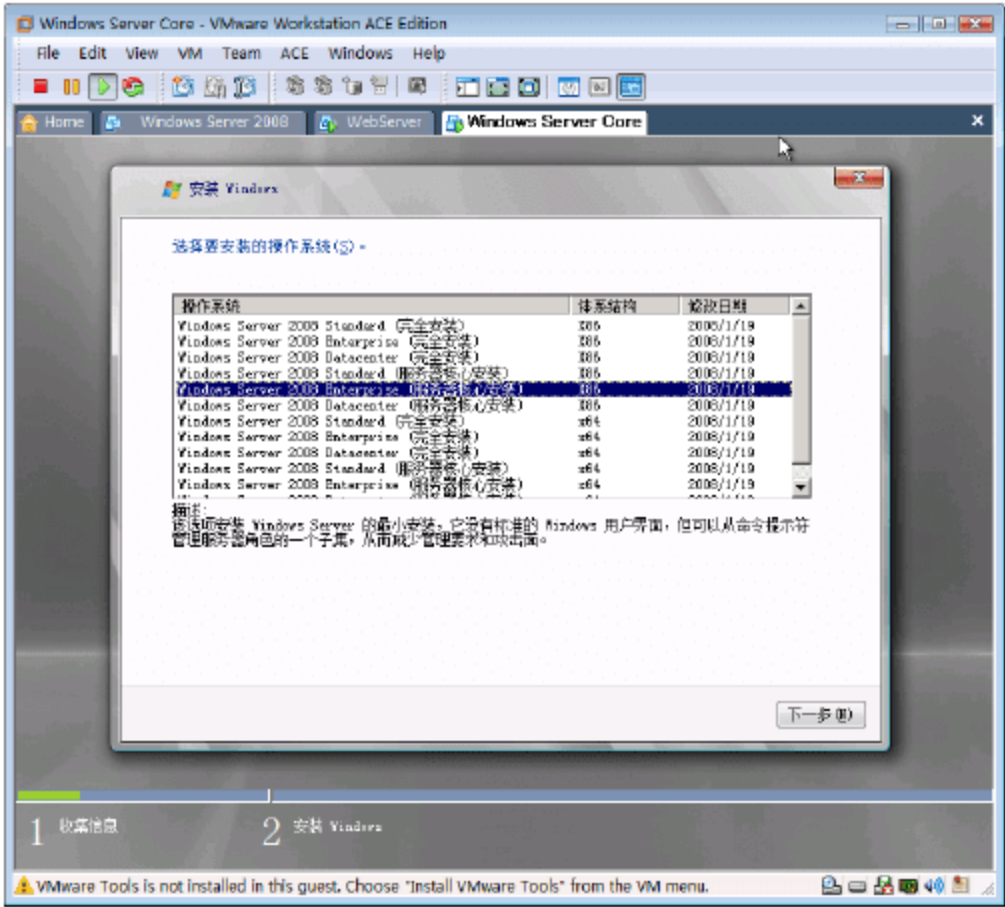 Windows Server Core - VMware Workstation ACE Edition
File Edit View VM Team ACE Windows Help
Home Windows Server 2008 WebServer Windows Server Core
安装 Windows
选择要安装的操作系统(S)。
操作系统 体系结构 修改日期
Windows Server 2008 Standard (完全安装) X86 2008/1/19
Windows Server 2008 Enterprise (完全安装) X86 2008/1/19
Windows Server 2008 Datacenter (完全安装) X86 2008/1/19
Windows Server 2008 Standard (服务器核心安装) X86 2008/1/19
Windows Server 2008 Enterprise (服务器核心安装) X86 2008/1/19
Windows Server 2008 Datacenter (服务器核心安装) X86 2008/1/19
Windows Server 2008 Standard (完全安装) x64 2008/1/19
Windows Server 2008 Enterprise (完全安装) x64 2008/1/19
Windows Server 2008 Datacenter (完全安装) x64 2008/1/19
Windows Server 2008 Standard (服务器核心安装) x64 2008/1/19
Windows Server 2008 Enterprise (服务器核心安装) x64 2008/1/19
描述:
该选项安装 Windows Server 的最小安装，它没有标准的 Windows 用户界面，但可以从命令提示符
管理服务器角色的一个子集，从而减少管理要求和攻击面。
下一步(N)
1 收集信息 2 安装 Windows
VMware Tools is not installed in this guest. Choose "Install VMware Tools" from the VM menu.